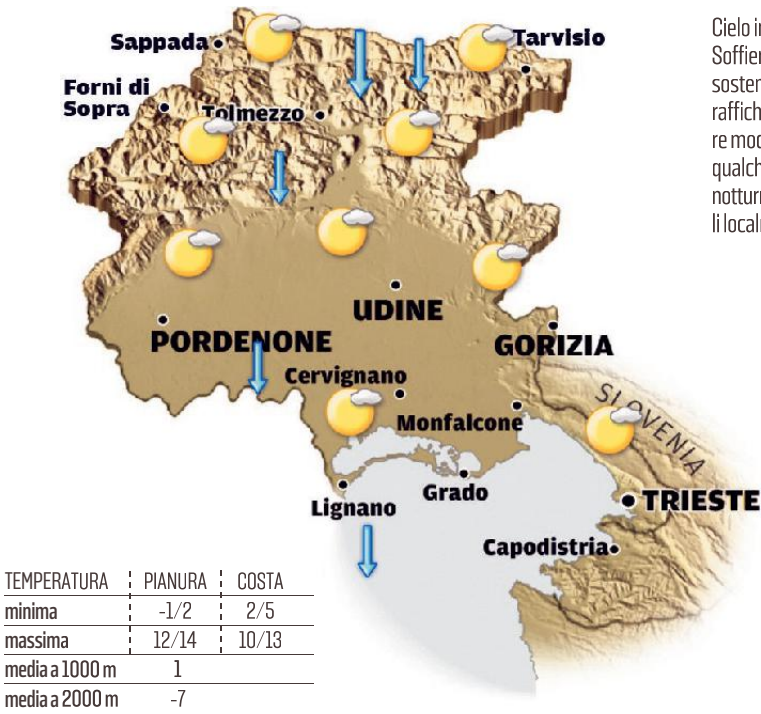 Sappada
Tarvisio
Forni di
Sopra
Tolmezzo
UDINE
PORDENONE
GORIZIA
Cervignano
SLOVENIA
Monfalcone
Grado
Lignano
TRIESTE
Capodistria
TEMPERATURA PIANURA COSTA
minima -1/2 2/5
massima 12/14 10/13
media a 1000 m 1
media a 2000 m -7
Cielo